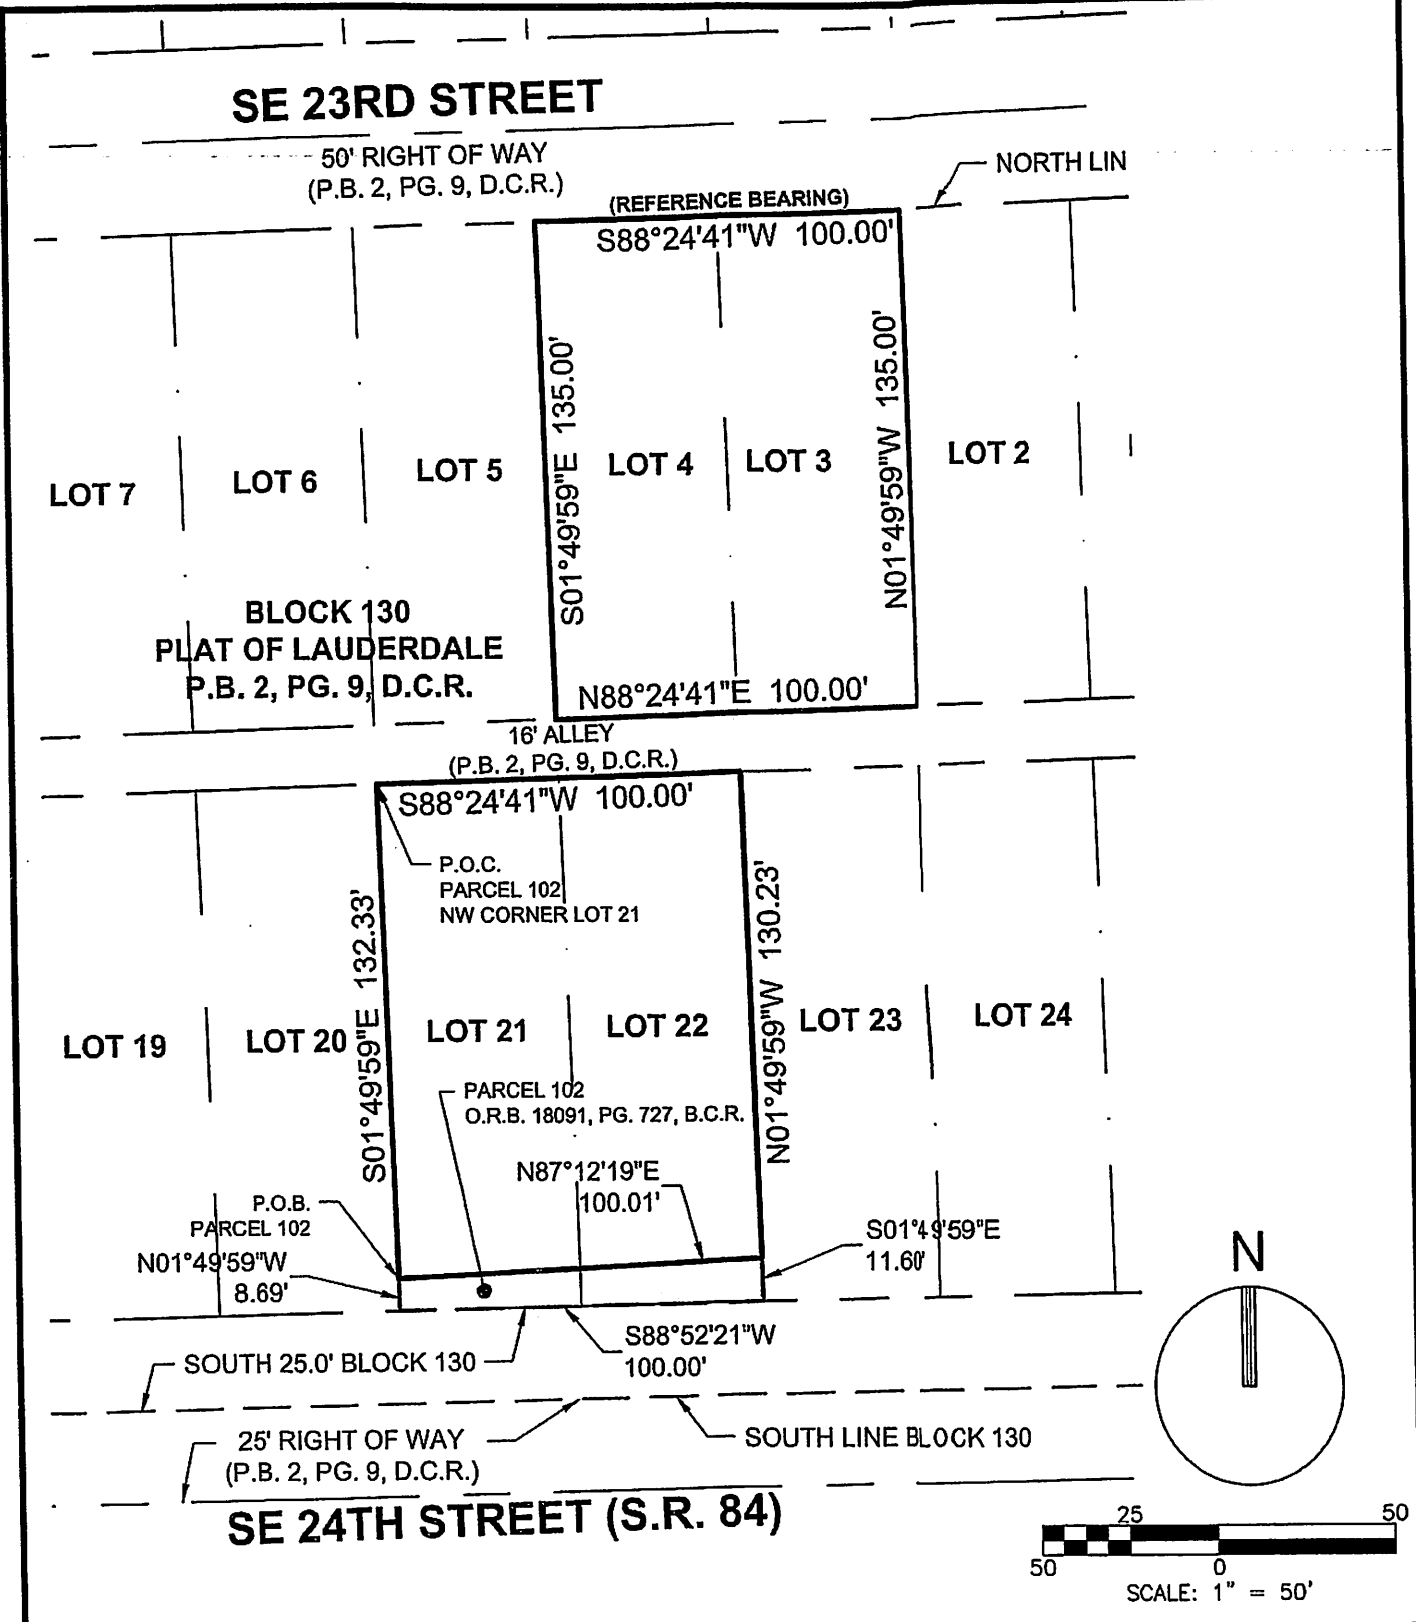 SE 23RD STREET
50' RIGHT OF WAY
(P.B. 2, PG. 9, D.C.R.)
NORTH LIN
(REFERENCE BEARING)
S88°24'41"W 100.00'
S01°49'59"E 135.00'
N01°49'59"W 135.00'
LOT 7
LOT 6
LOT 5
LOT 4
LOT 3
LOT 2
BLOCK 130
PLAT OF LAUDERDALE
P.B. 2, PG. 9, D.C.R.
N88°24'41"E 100.00'
16' ALLEY
(P.B. 2, PG. 9, D.C.R.)
S88°24'41"W 100.00'
P.O.C.
PARCEL 102
NW CORNER LOT 21
S01°49'59"E 132.33'
N01°49'59"W 130.23'
LOT 19
LOT 20
LOT 21
LOT 22
LOT 23
LOT 24
PARCEL 102
O.R.B. 18091, PG. 727, B.C.R.
N87°12'19"E
100.01'
P.O.B.
PARCEL 102
N01°49'59"W
8.69'
S01°49'59"E
11.60'
S88°52'21"W
100.00'
SOUTH 25.0' BLOCK 130
25' RIGHT OF WAY
(P.B. 2, PG. 9, D.C.R.)
SOUTH LINE BLOCK 130
SE 24TH STREET (S.R. 84)
N
25 50
50 0
SCALE: 1" = 50'